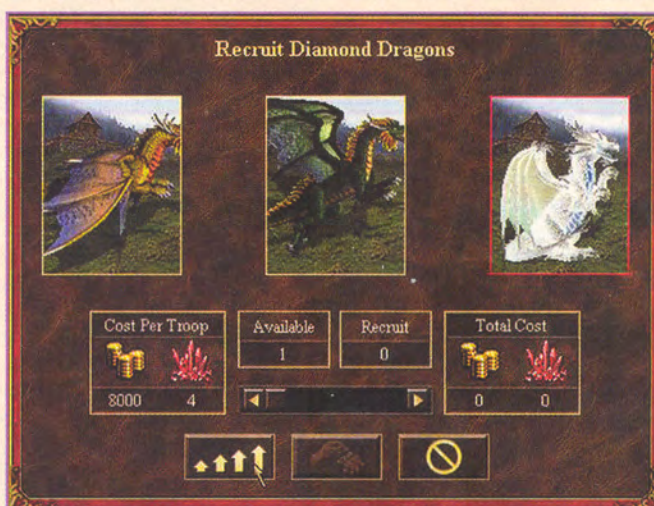 Recruit Diamond Dragons
Cost Per Troop
Available
Recruit
Total Cost
1
0
8000 4
0 0